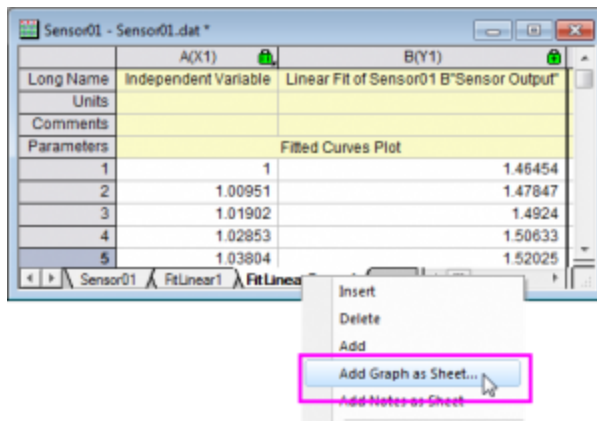 Sensor01 - Sensor01.dat *
A(X1) B(Y1)
Long Name Independent Variable Linear Fit of Sensor01 B"Sensor Output"
Units
Comments
Parameters Fitted Curves Plot
1 1 1.46454
2 1.00951 1.47847
3 1.01902 1.4924
4 1.02853 1.50633
5 1.03804 1.52025
Sensor01 FitLinear1
Insert
Delete
Add
Add Graph as Sheet...
Add Notes as Sheet